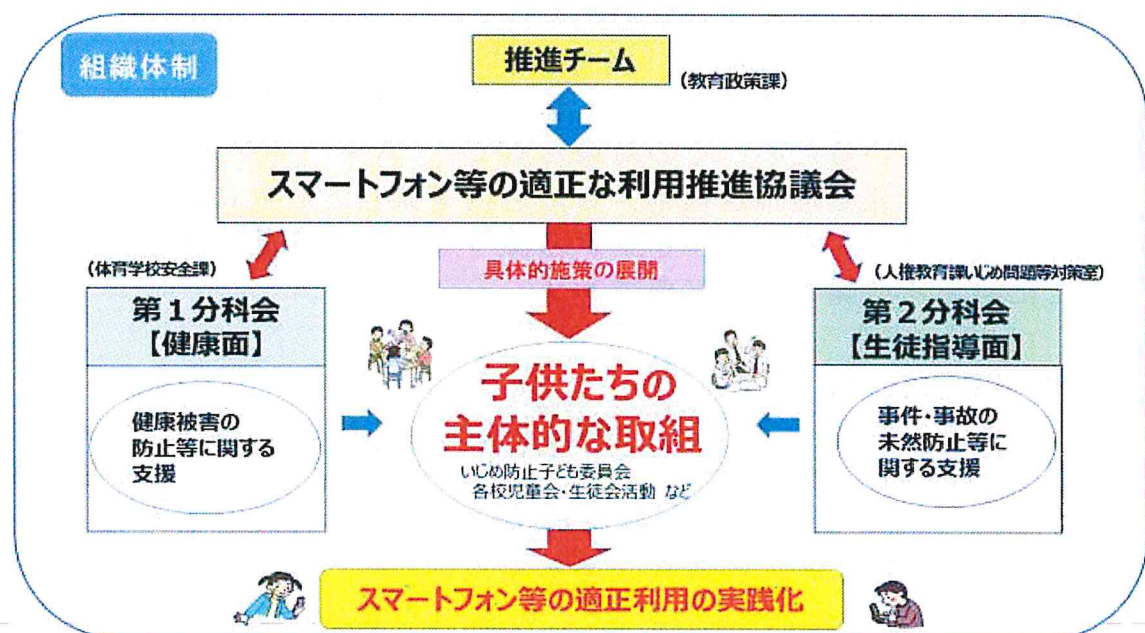 組織体制
推進チーム
(教育政策課)
スマートフォン等の適正な利用推進協議会
(体育学校安全課)
具体的施策の展開
(人権教育課いじめ問題等対策室)
第1分科会
【健康面】
第2分科会
【生徒指導面】
健康被害の
防止等に関する
支援
子供たちの
主体的な取組
いじめ防止子ども委員会
各校児童会・生徒会活動 など
事件・事故の
未然防止等に
関する支援
スマートフォン等の適正利用の実践化